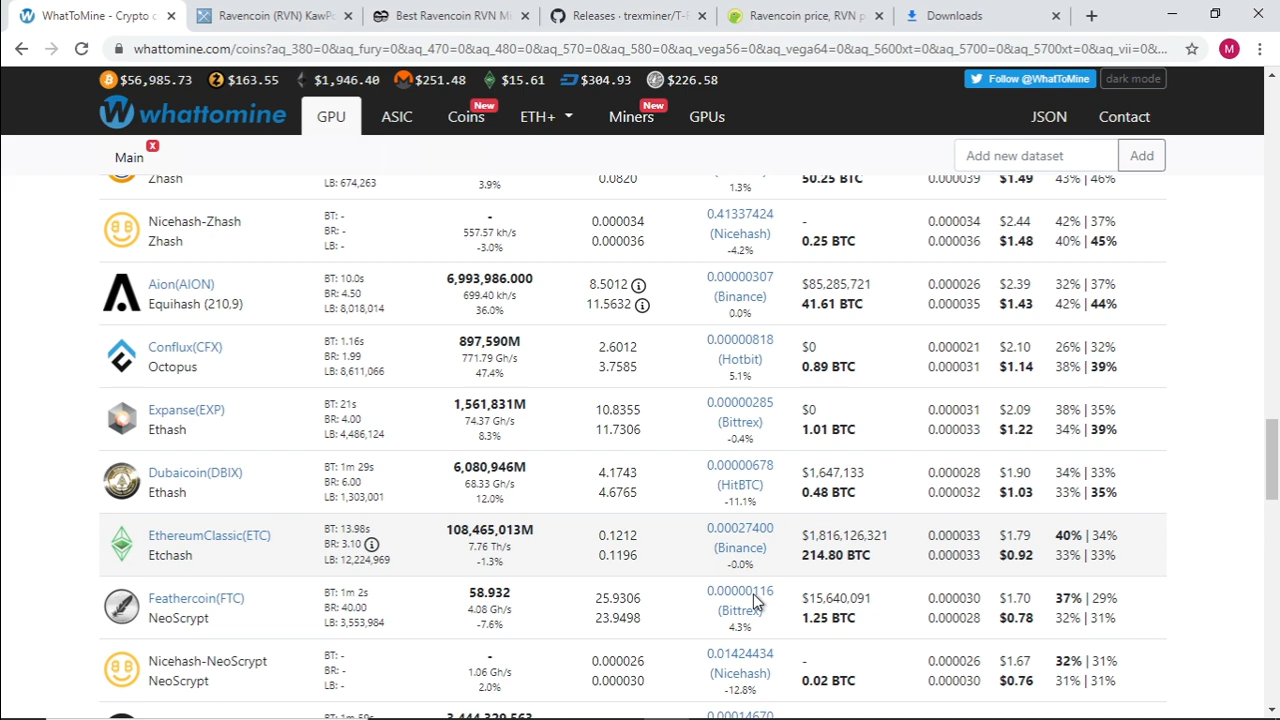 WhatToMine - Crypto c
Ravencoin (RVN) KawPo
Best Ravencoin RVN Mi
Releases · trexminer/T-R
Ravencoin price, RVN p
Downloads
whattomine.com/coins?aq_380=0&aq_fury=0&aq_470=0&aq_480=0&aq_570=0&aq_580=0&aq_vega56=0&aq_vega64=0&aq_5600xt=0&aq_5700=0&aq_5700xt=0&aq_vii=0&...
M
$56,985.73 $163.55 $1,946.40 $251.48 $15.61 $304.93 $226.58
Follow @WhatToMine
dark mode
whattomine
GPU
ASIC
Coins New
ETH+
Miners New
GPUs
JSON
Contact
Main x
Add new dataset
Add
Zhash LB: 674,263 3.9% 0.0820 1.3% 50.25 BTC 0.000039 $1.49 43% | 46%
Nicehash-Zhash BT: - - 0.000034 0.41337424 - 0.000034 $2.44 42% | 37%
Zhash BR: - 557.57 kh/s 0.000036 (Nicehash) 0.25 BTC 0.000036 $1.48 40% | 45%
LB: - -3.0% -4.2%
Aion(AION) BT: 10.0s 6,993,986.000 8.5012 0.00000307 $85,285,721 0.000026 $2.39 32% | 37%
Equihash (210.9) BR: 4.50 699.40 kh/s 11.5632 (Binance) 41.61 BTC 0.000035 $1.43 42% | 44%
LB: 8,018,014 36.0% 0.0%
Conflux(CFX) BT: 1.16s 897,590M 2.6012 0.00000818 $0 0.000021 $2.10 26% | 32%
Octopus BR: 1.99 771.79 Gh/s 3.7585 (Hotbit) 0.89 BTC 0.000031 $1.14 38% | 39%
LB: 8,611,066 47.4% 5.1%
Expanse(EXP) BT: 21s 1,561,831M 10.8355 0.00000285 $0 0.000031 $2.09 38% | 35%
Ethash BR: 4.00 74.37 Gh/s 11.7306 (Bittrex) 1.01 BTC 0.000033 $1.22 34% | 39%
LB: 4,486,124 8.3% -0.4%
Dubaicoin(DBIX) BT: 1m 29s 6,080,946M 4.1743 0.00000678 $1,647,133 0.000028 $1.90 34% | 33%
Ethash BR: 6.00 68.33 Gh/s 4.6765 (HitBTC) 0.48 BTC 0.000032 $1.03 33% | 35%
LB: 1,303,001 12.0% -11.1%
EthereumClassic(ETC) BT: 13.98s 108,465,013M 0.1212 0.00027400 $1,816,126,321 0.000033 $1.79 40% | 34%
Etchash BR: 3.10 7.76 Th/s 0.1196 (Binance) 214.80 BTC 0.000033 $0.92 33% | 33%
LB: 12,224,969 -1.3% -0.0%
Feathercoin(FTC) BT: 1m 2s 58.932 25.9306 0.00000116 $15,640,091 0.000030 $1.70 37% | 29%
NeoScrypt BR: 40.00 4.08 Gh/s 23.9498 (Bittrex) 1.25 BTC 0.000028 $0.78 32% | 31%
LB: 3,553,984 -7.6% 4.3%
Nicehash-NeoScrypt BT: - - 0.000026 0.01424434 - 0.000026 $1.67 32% | 31%
NeoScrypt BR: - 1.06 Gh/s 0.000030 (Nicehash) 0.02 BTC 0.000030 $0.76 31% | 31%
LB: - 2.0% -12.8%
BT: 1m 59s 3,444,329,563 0.00014670